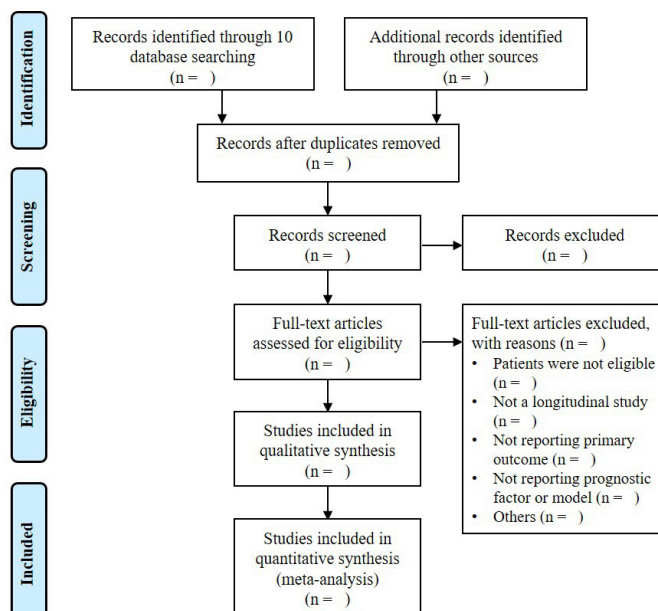 Identification
Records identified through 10
database searching
(n =   )
Additional records identified
through other sources
(n =   )
Records after duplicates removed
(n =   )
Screening
Records screened
(n =   )
Records excluded
(n =   )
Eligibility
Full-text articles
assessed for eligibility
(n =   )
Full-text articles excluded,
with reasons (n =   )
• Patients were not eligible
(n =   )
• Not a longitudinal study
(n =   )
• Not reporting primary
outcome (n =   )
• Not reporting prognostic
factor or model (n =   )
• Others (n =   )
Studies included in
qualitative synthesis
(n =   )
Included
Studies included in
quantitative synthesis
(meta-analysis)
(n =   )